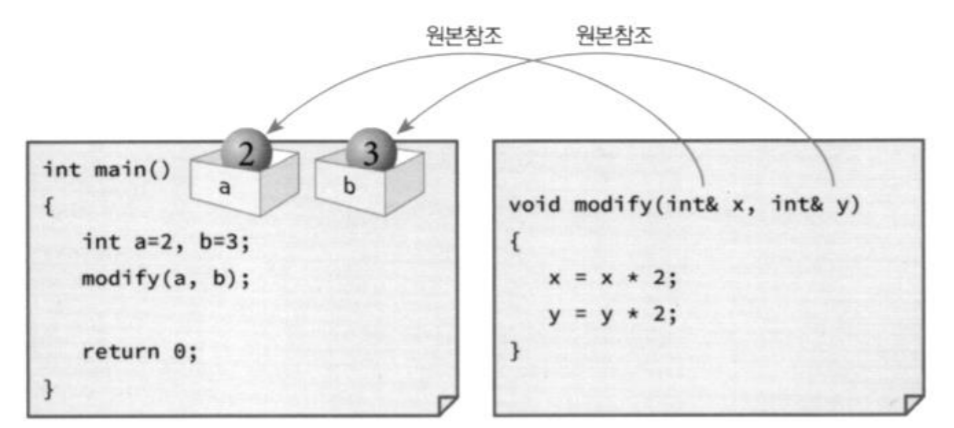 원본참조 원본참조
2 3
a b
int main()
{
int a=2, b=3;
modify(a, b);
return 0;
}
void modify(int& x, int& y)
{
x = x * 2;
y = y * 2;
}